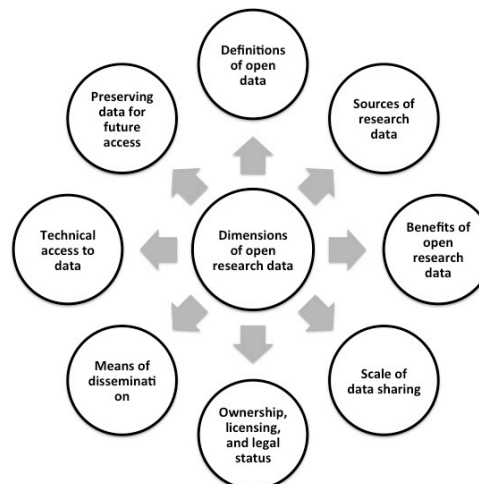 Definitions
of open
data
Sources of
research
data
Benefits of
open
research
data
Scale of
data sharing
Ownership,
licensing,
and legal
status
Means of
disseminati
on
Technical
access to
data
Preserving
data for
future
access
Dimensions
of open
research data